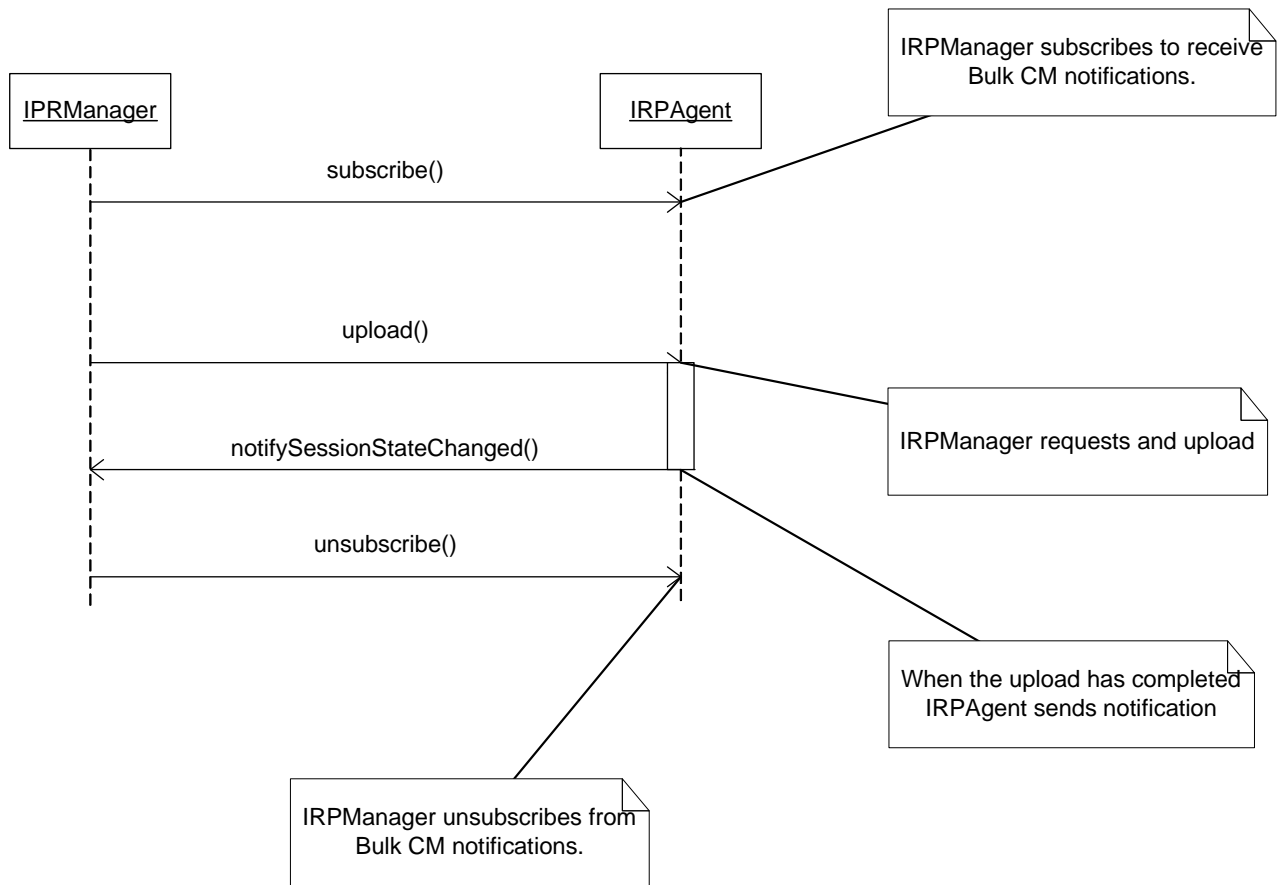 IRPManager subscribes to receive
Bulk CM notifications.
IPRManager
IRPAgent
subscribe()
upload()
IRPManager requests and upload
notifySessionStateChanged()
unsubscribe()
When the upload has completed
IRPAgent sends notification
IRPManager unsubscribes from
Bulk CM notifications.